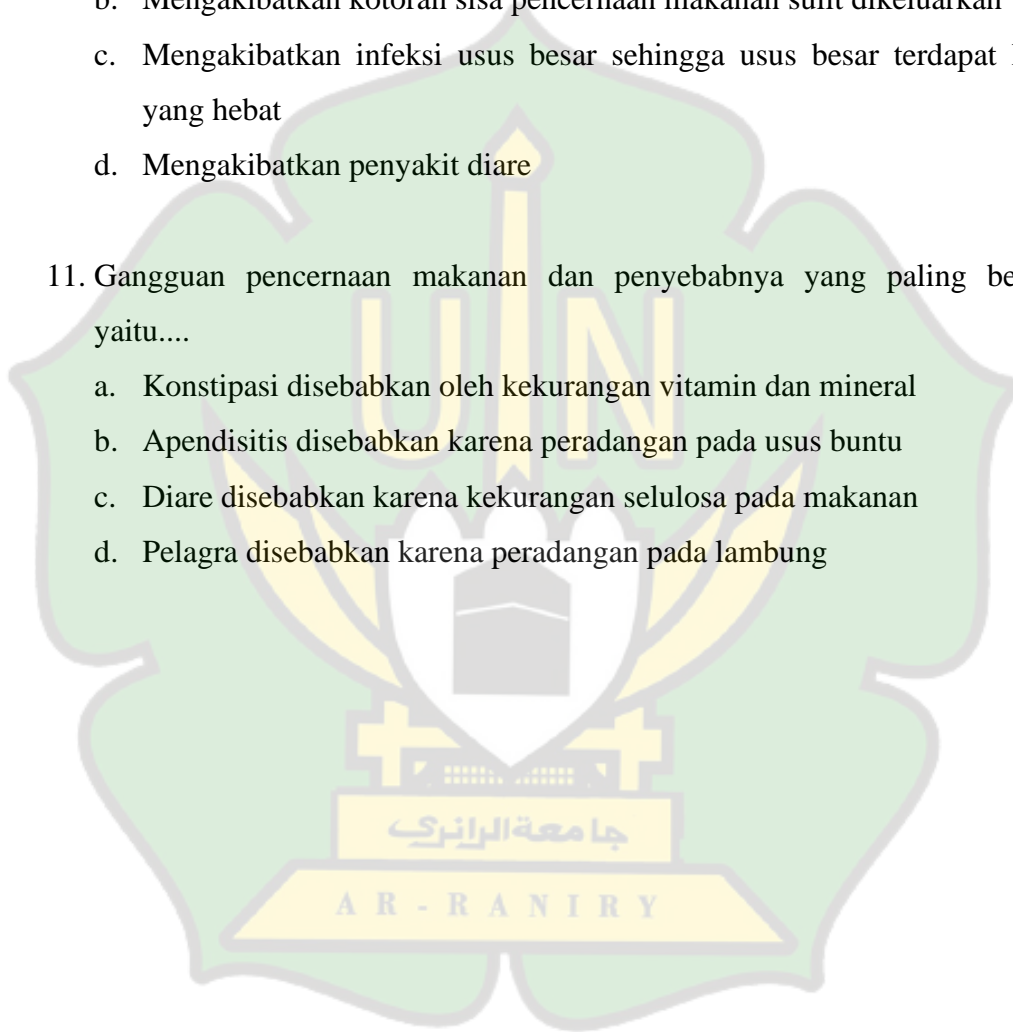 b. Mengakibatkan kotoran sisa pencernaan makanan sulit dikeluarkan
c. Mengakibatkan infeksi usus besar sehingga usus besar terdapat
yang hebat
d. Mengakibatkan penyakit diare
11. Gangguan pencernaan makanan dan penyebabnya yang paling
yaitu....
a. Konstipasi disebabkan oleh kekurangan vitamin dan mineral
b. Apendisitis disebabkan karena peradangan pada usus buntu
c. Diare disebabkan karena kekurangan selulosa pada makanan
d. Pelagra disebabkan karena peradangan pada lambung
UIN
جامعة الرانري
AR-RANIRY